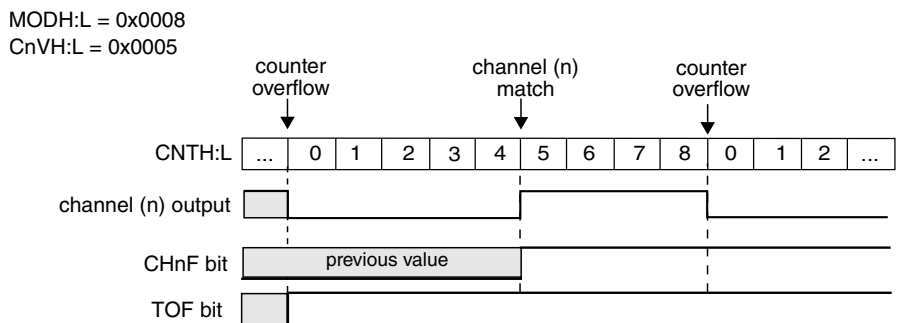 MODH:L = 0x0008
CnVH:L = 0x0005
counter overflow
channel (n) match
counter overflow
CNTH:L ... 0 1 2 3 4 5 6 7 8 0 1 2 ...
channel (n) output
CHnF bit previous value
TOF bit